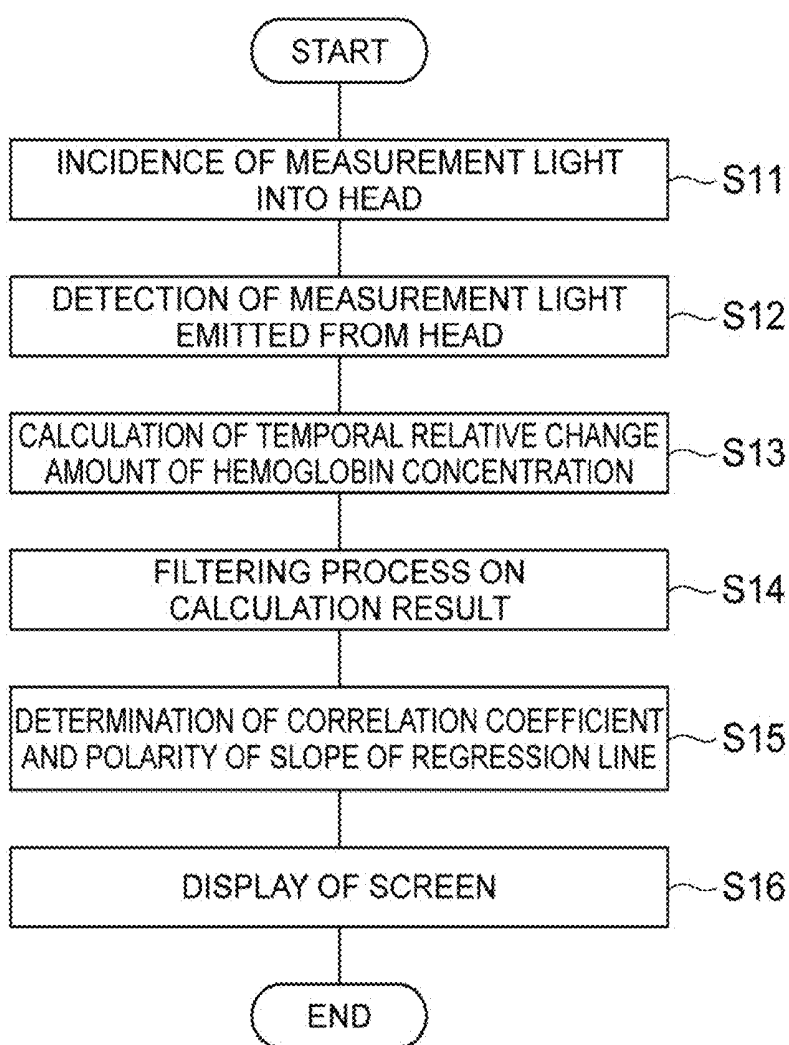 START
INCIDENCE OF MEASUREMENT LIGHT
INTO HEAD
S11
DETECTION OF MEASUREMENT LIGHT
EMITTED FROM HEAD
S12
CALCULATION OF TEMPORAL RELATIVE CHANGE
AMOUNT OF HEMOGLOBIN CONCENTRATION
S13
FILTERING PROCESS ON
CALCULATION RESULT
S14
DETERMINATION OF CORRELATION COEFFICIENT
AND POLARITY OF SLOPE OF REGRESSION LINE
S15
DISPLAY OF SCREEN
S16
END